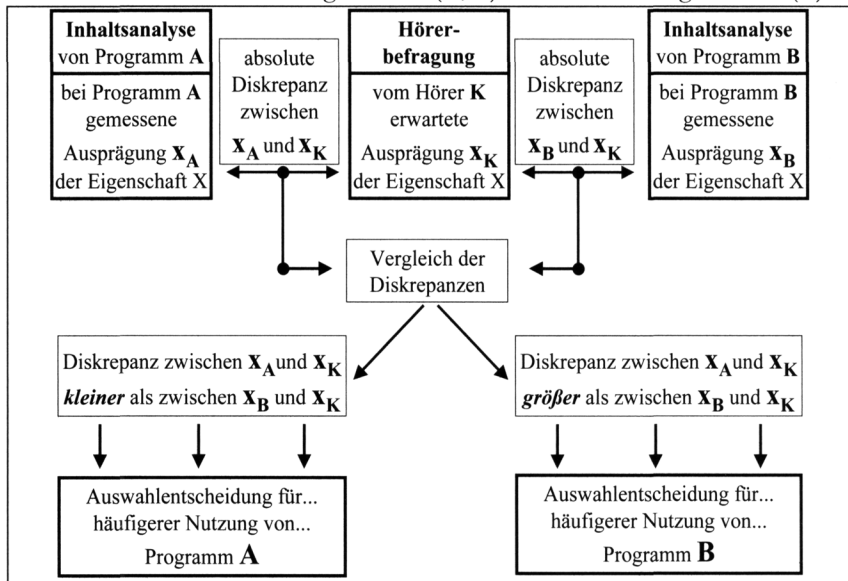 Inhaltsanalyse
von Programm A
bei Programm A
gemessene
Ausprägung xA
der Eigenschaft X
absolute
Diskrepanz
zwischen
xA und xK
Hörer-
befragung
vom Hörer K
erwartete
Ausprägung xK
der Eigenschaft X
absolute
Diskrepanz
zwischen
xB und xK
Inhaltsanalyse
von Programm B
bei Programm B
gemessene
Ausprägung xB
der Eigenschaft X
Vergleich der
Diskrepanzen
Diskrepanz zwischen xA und xK
kleiner als zwischen xB und xK
Diskrepanz zwischen xA und xK
größer als zwischen xB und xK
Auswahlentscheidung für...
häufigerer Nutzung von...
Programm A
Auswahlentscheidung für...
häufigerer Nutzung von...
Programm B